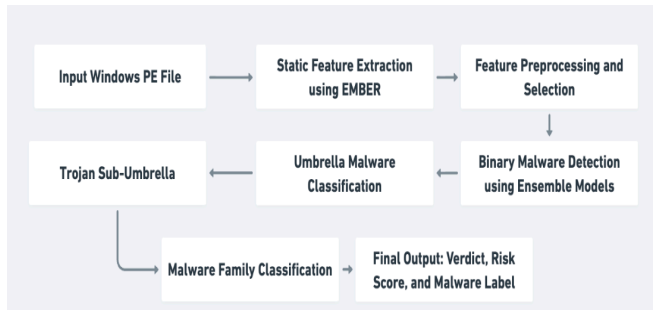 Input Windows PE File
Static Feature Extraction
using EMBER
Feature Preprocessing and
Selection
Trojan Sub-Umbrella
Umbrella Malware
Classification
Binary Malware Detection
using Ensemble Models
Malware Family Classification
Final Output: Verdict, Risk
Score, and Malware Label